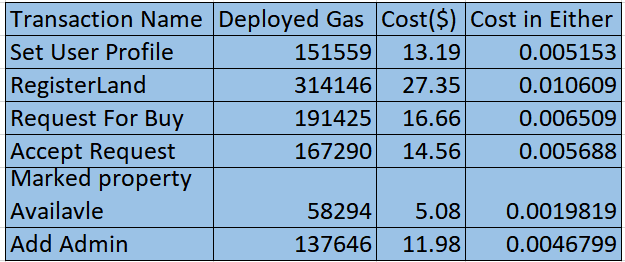 Transaction Name Deployed Gas Cost($) Cost in Either
Set User Profile 151559 13.19 0.005153
RegisterLand 314146 27.35 0.010609
Request For Buy 191425 16.66 0.006509
Accept Request 167290 14.56 0.005688
Marked property
Availavle 58294 5.08 0.0019819
Add Admin 137646 11.98 0.0046799